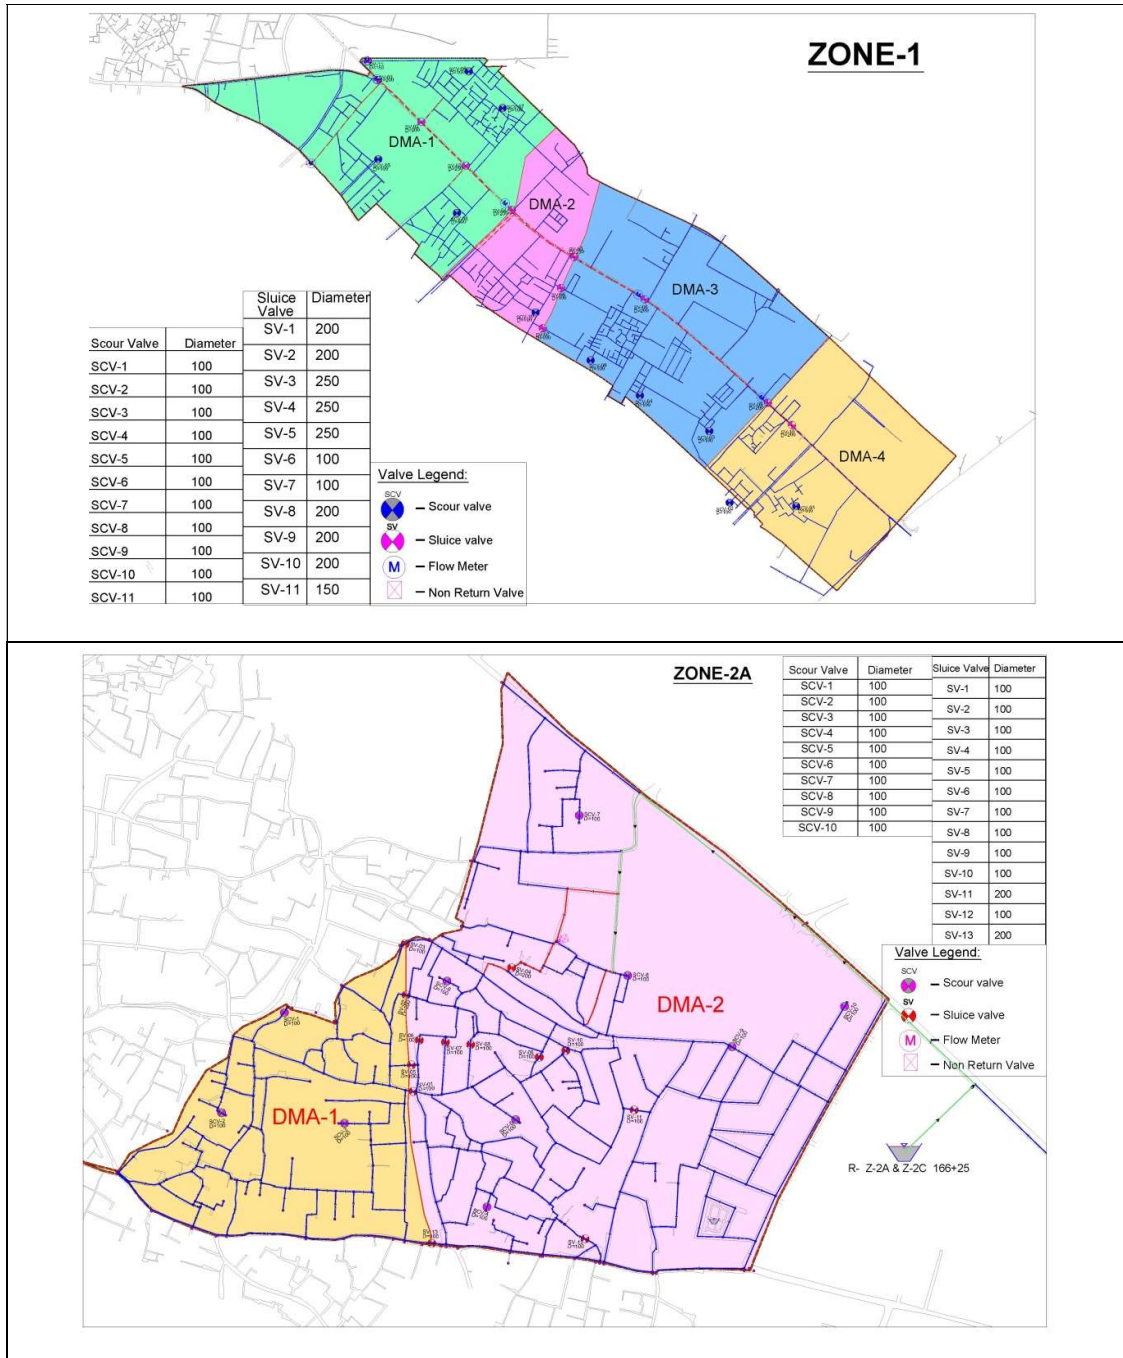 ZONE-1
DMA-1
DMA-2
DMA-3
DMA-4
Scour Valve Diameter
SCV-1 100
SCV-2 100
SCV-3 100
SCV-4 100
SCV-5 100
SCV-6 100
SCV-7 100
SCV-8 100
SCV-9 100
SCV-10 100
SCV-11 100
Sluice Valve Diameter
SV-1 200
SV-2 200
SV-3 250
SV-4 250
SV-5 250
SV-6 100
SV-7 100
SV-8 200
SV-9 200
SV-10 200
SV-11 150
Valve Legend:
SCV
– Scour valve
SV
– Sluice valve
M – Flow Meter
– Non Return Valve
ZONE-2A
Scour Valve Diameter
SCV-1 100
SCV-2 100
SCV-3 100
SCV-4 100
SCV-5 100
SCV-6 100
SCV-7 100
SCV-8 100
SCV-9 100
SCV-10 100
Sluice Valve Diameter
SV-1 100
SV-2 100
SV-3 100
SV-4 100
SV-5 100
SV-6 100
SV-7 100
SV-8 100
SV-9 100
SV-10 100
SV-11 200
SV-12 100
SV-13 200
Valve Legend:
SCV
– Scour valve
SV
– Sluice valve
M – Flow Meter
– Non Return Valve
SCV-7
D=100
DMA-2
DMA-1
SV-11
D=100
R- Z-2A & Z-2C 166+25